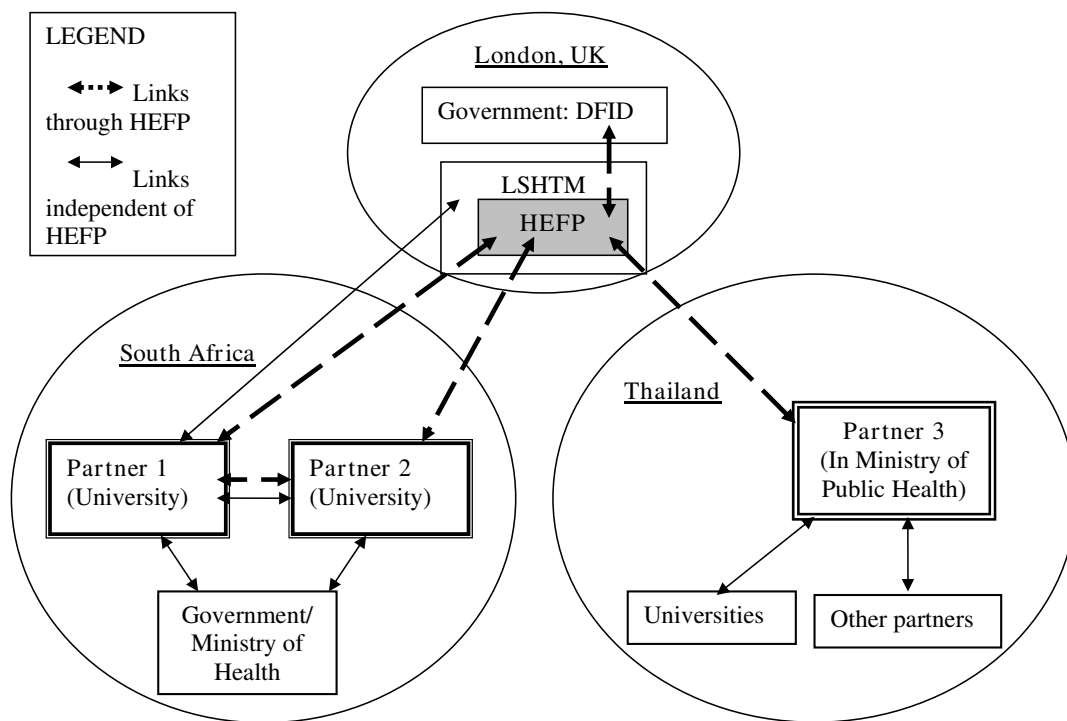 LEGEND
Links
through HEFP
Links
independent of
HEFP
London, UK
Government: DFID
LSHTM
HEFP
South Africa
Partner 1
(University)
Partner 2
(University)
Government/
Ministry of
Health
Thailand
Partner 3
(In Ministry of
Public Health)
Universities
Other partners